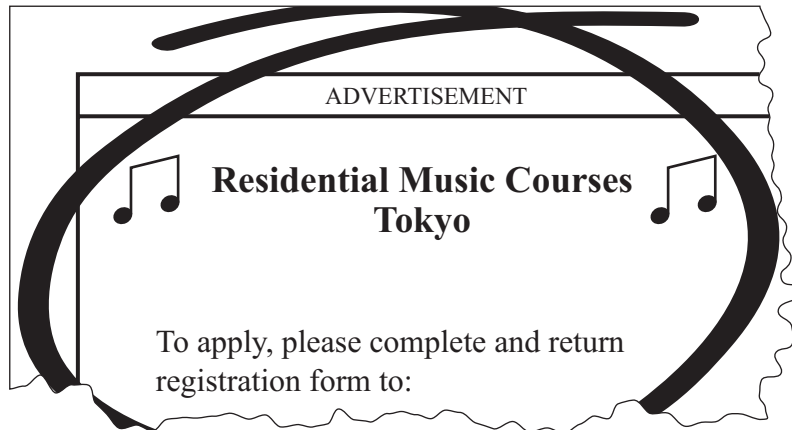 ADVERTISEMENT
Residential Music Courses
Tokyo
To apply, please complete and return
registration form to: